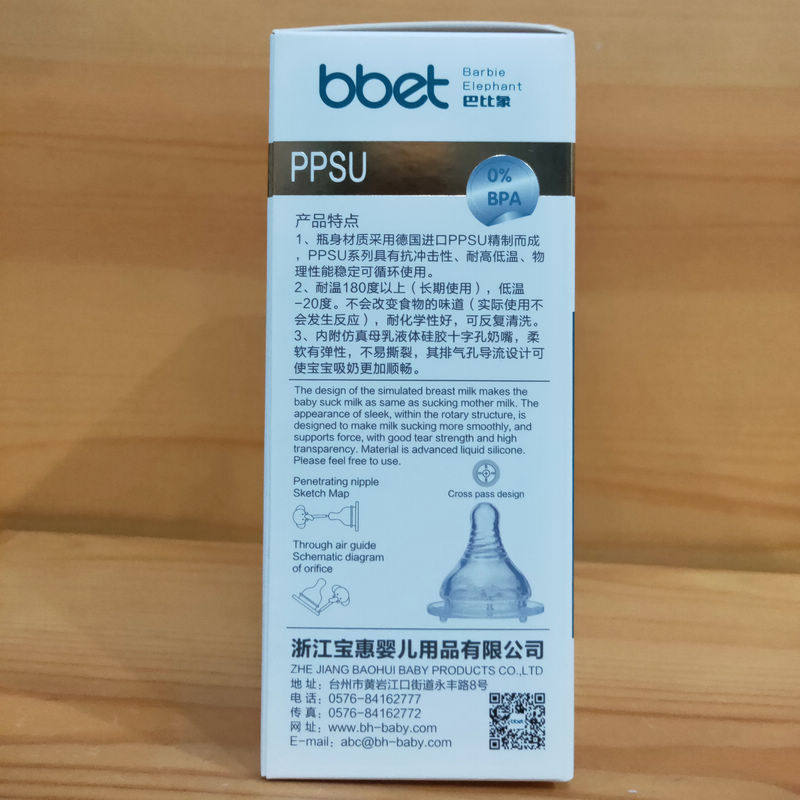 bbet
Barbie
Elephant
巴比象
PPSU
0%
BPA
产品特点
1、瓶身材质采用德国进口PPSU精制而成
，PPSU系列具有抗冲击性、耐高低温、物
理性能稳定可循环使用。
2、耐温180度以上（长期使用），低温
-20度。不会改变食物的味道（实际使用不
会发生反应），耐化学性好，可反复清洗。
3、内附仿真母乳液体硅胶十字孔奶嘴，柔
软有弹性，不易撕裂，其排气孔导流设计可
使宝宝吸奶更加顺畅。
The design of the simulated breast milk makes the
baby suck milk as same as sucking mother milk. The
appearance of sleek, within the rotary structure, is
designed to make milk sucking more smoothly, and
supports force, with good tear strength and high
transparency. Material is advanced liquid silicone.
Please feel free to use.
Penetrating nipple
Sketch Map
Cross pass design
Through air guide
Schematic diagram
of orifice
浙江宝惠婴儿用品有限公司
ZHE JIANG BAOHUI BABY PRODUCTS CO.,LTD
地 址：台州市黄岩江口街道永丰路8号
电 话：0576-84162777
传 真：0576-84162772
网 址：www.bh-baby.com
E-mail：abc@bh-baby.com
bbet